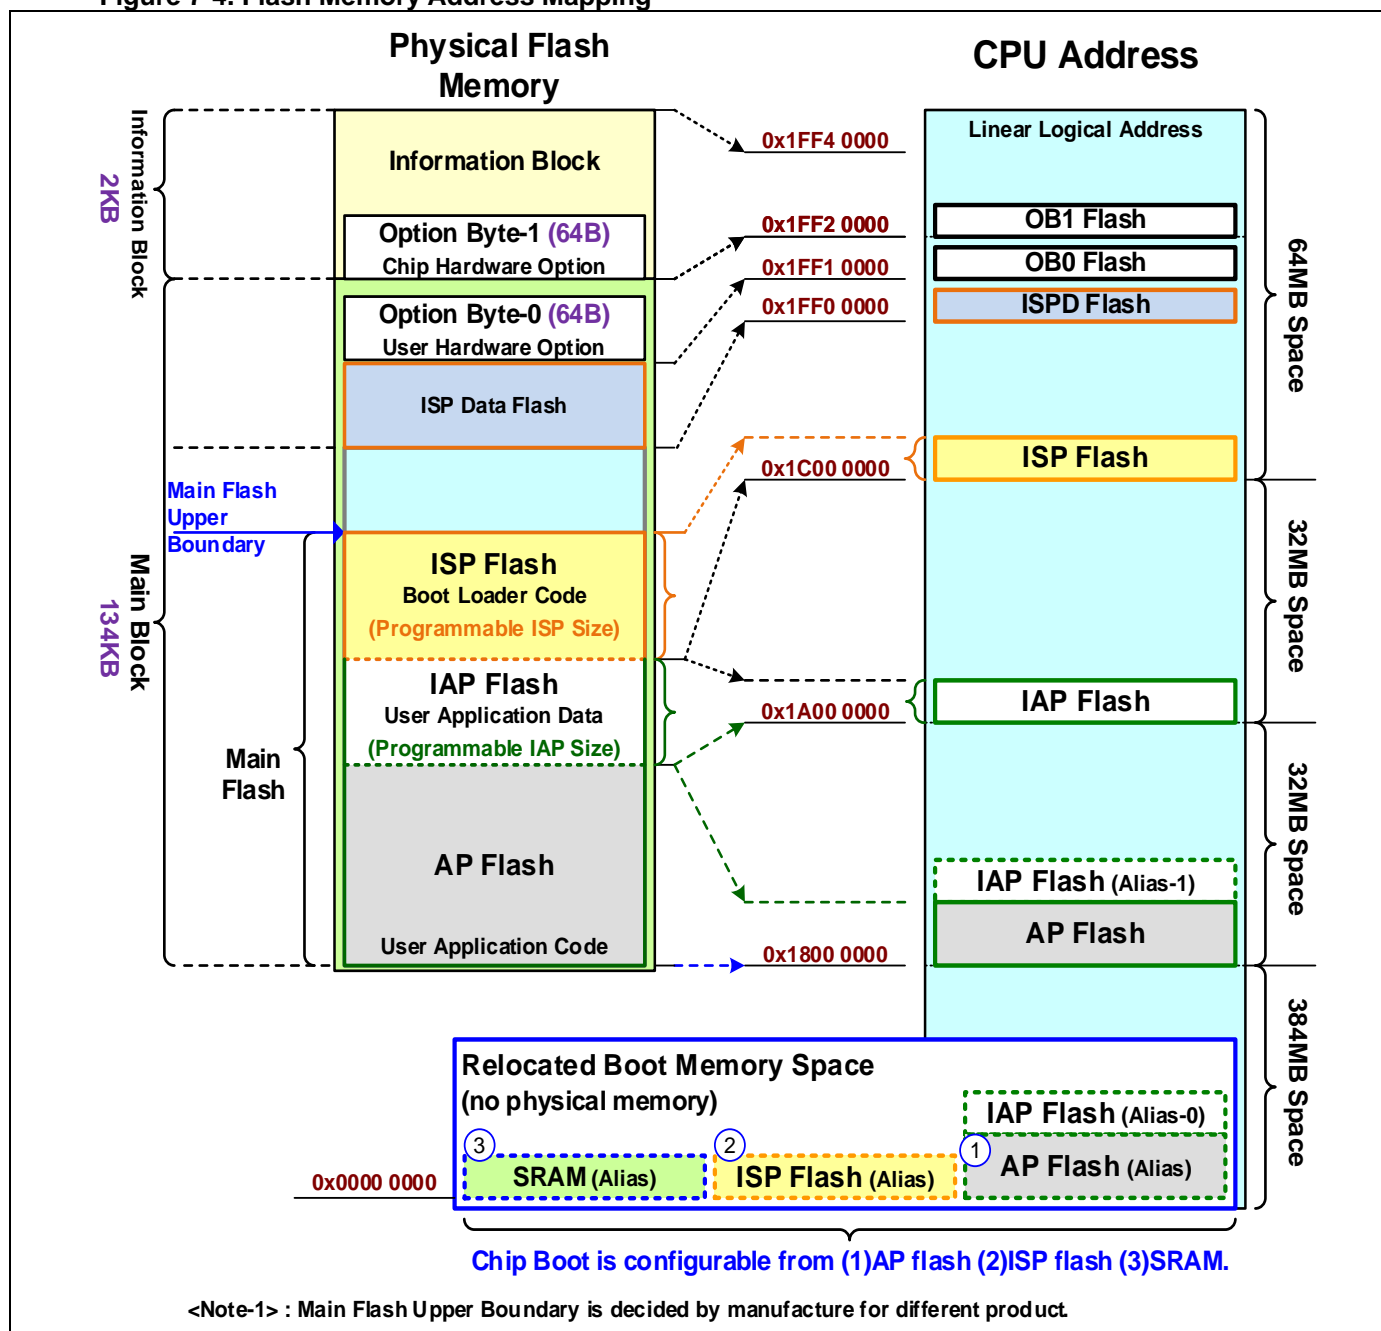 Figure 7-4. Flash Memory Address Mapping
Physical Flash
Memory
CPU Address
Information Block
2KB
Information Block
Option Byte-1 (64B)
Chip Hardware Option
Option Byte-0 (64B)
User Hardware Option
ISP Data Flash
Main Flash
Upper
Boundary
Main Block
134KB
ISP Flash
Boot Loader Code
(Programmable ISP Size)
IAP Flash
User Application Data
(Programmable IAP Size)
Main
Flash
AP Flash
User Application Code
0x1FF4 0000
0x1FF2 0000
0x1FF1 0000
0x1FF0 0000
0x1C00 0000
0x1A00 0000
0x1800 0000
Linear Logical Address
OB1 Flash
OB0 Flash
ISPD Flash
ISP Flash
IAP Flash
IAP Flash (Alias-1)
AP Flash
64MB Space
32MB Space
32MB Space
384MB Space
Relocated Boot Memory Space
(no physical memory)
IAP Flash (Alias-0)
3
2
1
0x0000 0000
SRAM (Alias)
ISP Flash (Alias)
AP Flash (Alias)
Chip Boot is configurable from (1)AP flash (2)ISP flash (3)SRAM.
<Note-1> : Main Flash Upper Boundary is decided by manufacture for different product.